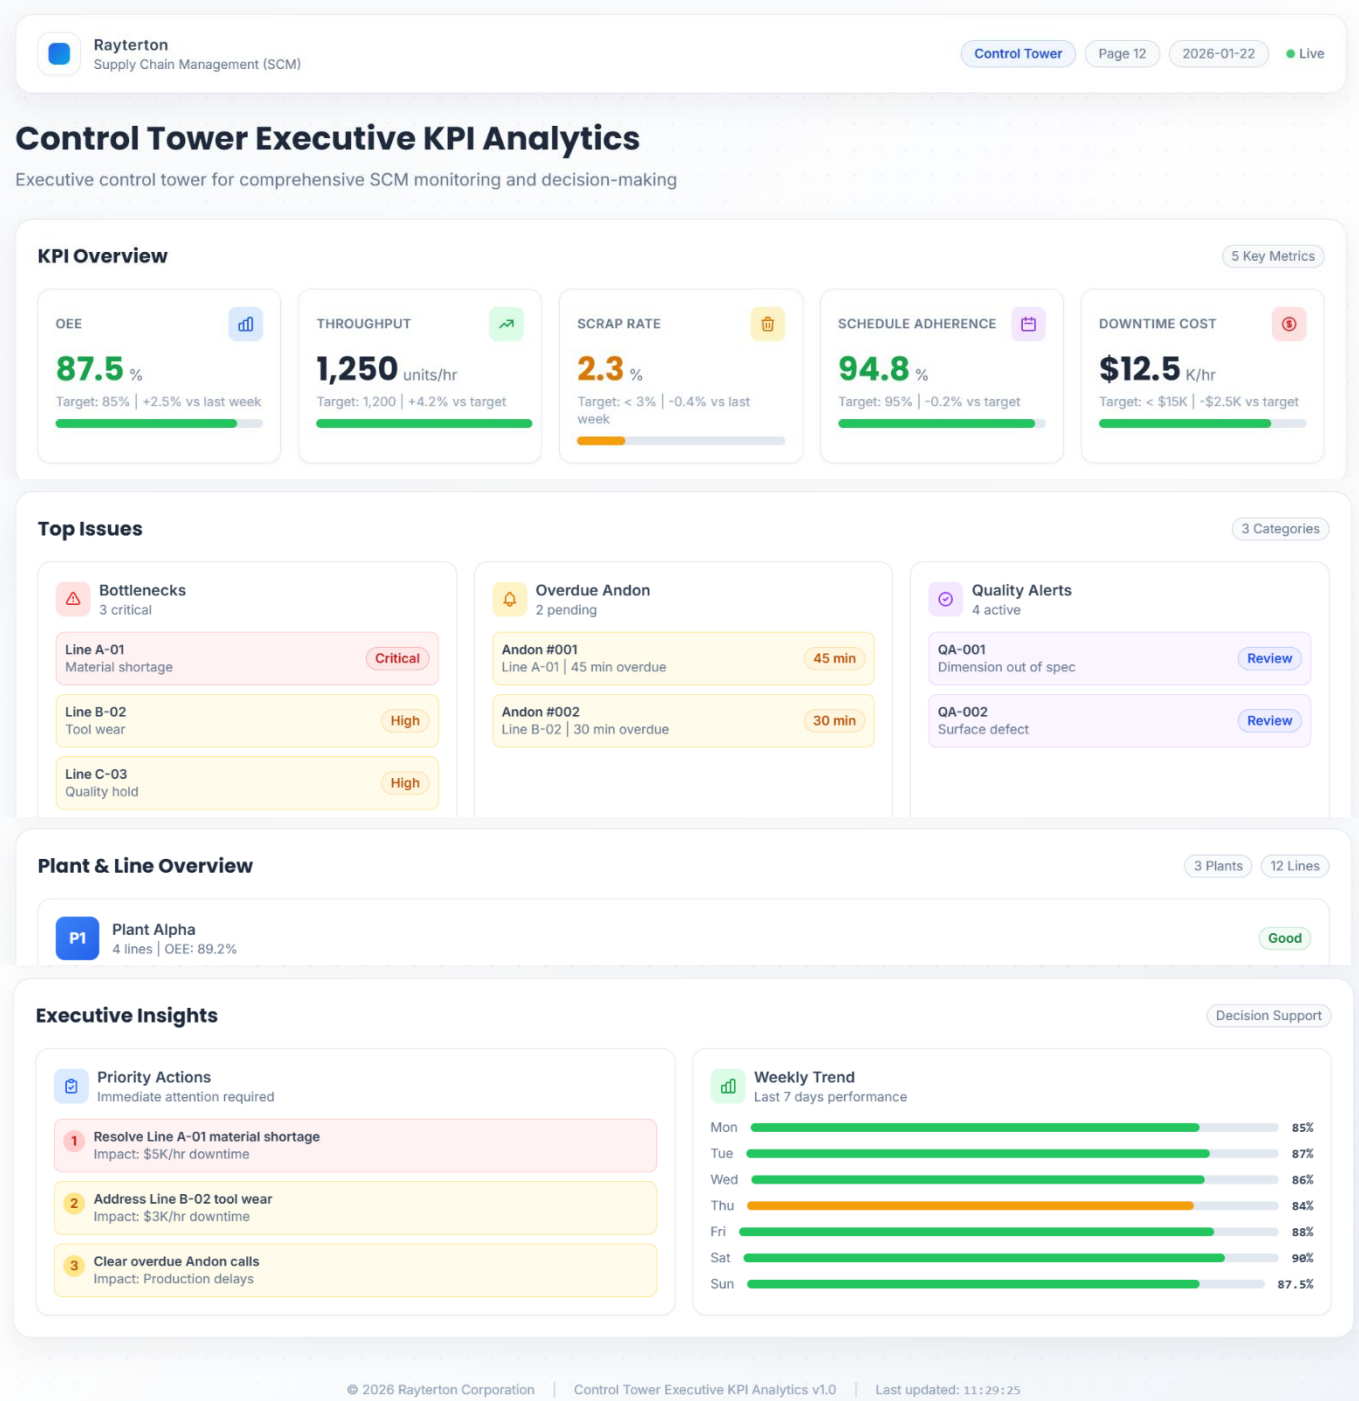 Rayterton
Supply Chain Management (SCM)
Control Tower
Page 12
2026-01-22
Live
Control Tower Executive KPI Analytics
Executive control tower for comprehensive SCM monitoring and decision-making
KPI Overview
5 Key Metrics
OEE
87.5 %
Target: 85% | +2.5% vs last week
THROUGHPUT
1,250 units/hr
Target: 1,200 | +4.2% vs target
SCRAP RATE
2.3 %
Target: < 3% | -0.4% vs last
week
SCHEDULE ADHERENCE
94.8 %
Target: 95% | -0.2% vs target
DOWNTIME COST
$12.5 K/hr
Target: < $15K | -$2.5K vs target
Top Issues
3 Categories
Bottlenecks
3 critical
Line A-01
Material shortage
Critical
Line B-02
Tool wear
High
Line C-03
Quality hold
High
Overdue Andon
2 pending
Andon #001
Line A-01 | 45 min overdue
45 min
Andon #002
Line B-02 | 30 min overdue
30 min
Quality Alerts
4 active
QA-001
Dimension out of spec
Review
QA-002
Surface defect
Review
Plant & Line Overview
3 Plants
12 Lines
P1
Plant Alpha
4 lines | OEE: 89.2%
Good
Executive Insights
Decision Support
Priority Actions
Immediate attention required
1
Resolve Line A-01 material shortage
Impact: $5K/hr downtime
2
Address Line B-02 tool wear
Impact: $3K/hr downtime
3
Clear overdue Andon calls
Impact: Production delays
Weekly Trend
Last 7 days performance
Mon 85%
Tue 87%
Wed 86%
Thu 84%
Fri 88%
Sat 90%
Sun 87.5%
© 2026 Rayterton Corporation | Control Tower Executive KPI Analytics v1.0 | Last updated: 11:29:25